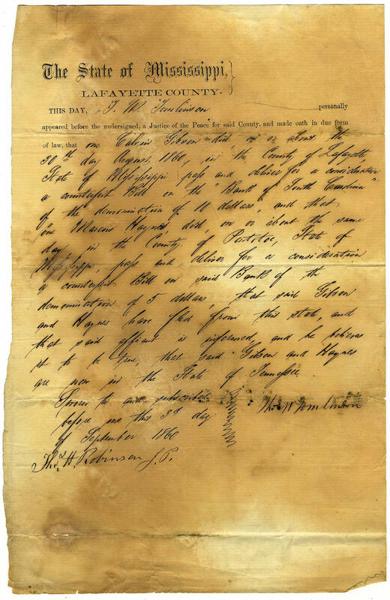 The State of Mississippi,
LAFAYETTE COUNTY.
THIS DAY, T. W. Tomlinson personally
appeared before the undersigned, a Justice of the Peace for said County, and made oath in due form
of law, that one Calvin Gibson did, on or about the
30th day August, 1860, in the County of Lafayette
State of Mississippi pass and deliver for a consideration
a counterfeit Bill on the "Bank of South Carolina"
of the denomination of 10 dollars, and that
one Haynes, did, on or about the same
day in the County of Pontotoc, State of
Mississippi, pass and deliver for a consideration
a counterfeit Bill on said Bank of the
denomination of 5 dollars, that said Gibson
and Haynes have fled from this state, and
that said affiant is informed, and he believes
it to be true, that said Gibson and Haynes
are now in the State of Tennessee.
Sworn to and subscribed
before me this 3rd day
of September 1860
Thos W Tomlinson
Thos. H. Robinson J.P.